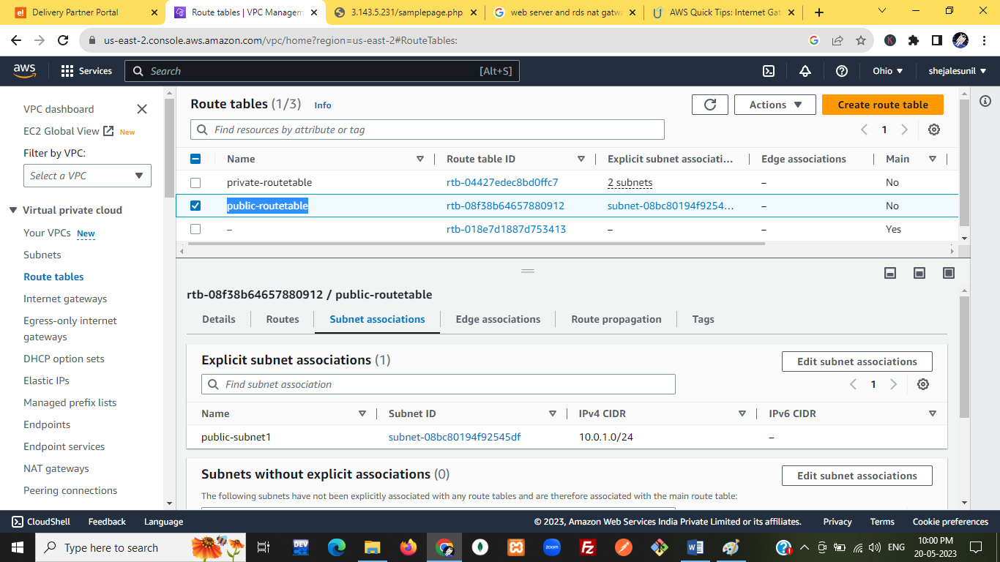 Delivery Partner Portal
Route tables | VPC Managem
3.143.5.231/samplepage.php
web server and rds nat gatwa
AWS Quick Tips: Internet Gat
us-east-2.console.aws.amazon.com/vpc/home?region=us-east-2#RouteTables:
aws
Services
Search
[Alt+S]
Ohio
shejalesunil
VPC dashboard
EC2 Global View New
Filter by VPC:
Select a VPC
Virtual private cloud
Your VPCs New
Subnets
Route tables
Internet gateways
Egress-only internet
gateways
DHCP option sets
Elastic IPs
Managed prefix lists
Endpoints
Endpoint services
NAT gateways
Peering connections
Route tables (1/3) Info
Actions
Create route table
Find resources by attribute or tag
1
Name Route table ID Explicit subnet associati... Edge associations Main
private-routetable rtb-04427edec8bd0ffc7 2 subnets – No
public-routetable rtb-08f38b64657880912 subnet-08bc80194f9254... – No
– rtb-018e7d1887d753413 – – Yes
rtb-08f38b64657880912 / public-routetable
Details Routes Subnet associations Edge associations Route propagation Tags
Explicit subnet associations (1)
Edit subnet associations
Find subnet association
1
Name Subnet ID IPv4 CIDR IPv6 CIDR
public-subnet1 subnet-08bc80194f92545df 10.0.1.0/24 –
Subnets without explicit associations (0)
Edit subnet associations
The following subnets have not been explicitly associated with any route tables and are therefore associated with the main route table:
CloudShell Feedback Language © 2023, Amazon Web Services India Private Limited or its affiliates. Privacy Terms Cookie preferences
Type here to search
DEV
zoom
ENG
10:00 PM
20-05-2023